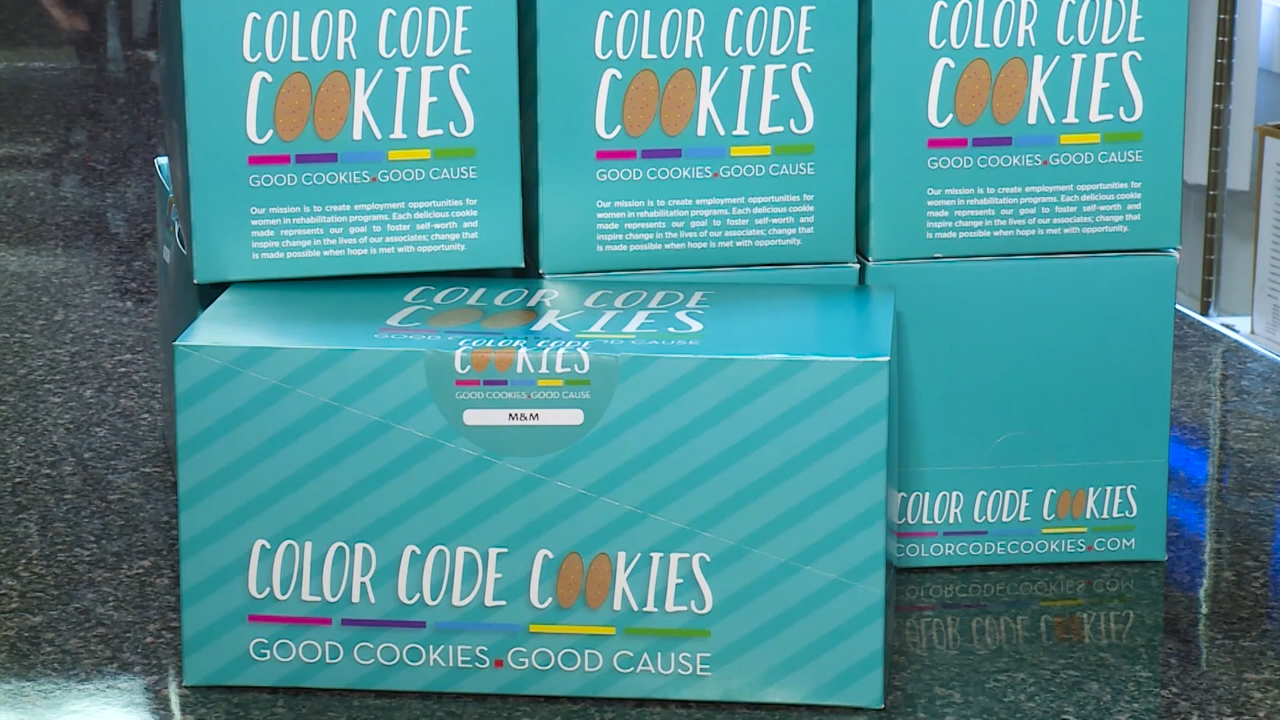 COLOR CODE
COOKIES
GOOD COOKIES.GOOD CAUSE
Our mission is to create employment opportunities for
women in rehabilitation programs. Each delicious cookie
made represents our goal to foster self-worth and
inspire change in the lives of our associates; change that
is made possible when hope is met with opportunity.
COLOR CODE
COOKIES
GOOD COOKIES.GOOD CAUSE
Our mission is to create employment opportunities for
women in rehabilitation programs. Each delicious cookie
made represents our goal to foster self-worth and
inspire change in the lives of our associates; change that
is made possible when hope is met with opportunity.
COLOR CODE
COOKIES
GOOD COOKIES.GOOD CAUSE
Our mission is to create employment opportunities for
women in rehabilitation programs. Each delicious cookie
made represents our goal to foster self-worth and
inspire change in the lives of our associates; change that
is made possible when hope is met with opportunity.
COLOR CODE
COOKIES
GOOD CAUSE
COLOR CODE
COOKIES
GOOD COOKIES.GOOD CAUSE
M&M
COLOR CODE COOKIES
GOOD COOKIES.GOOD CAUSE
COLOR CODE COOKIES
COLORCODECOOKIES.COM